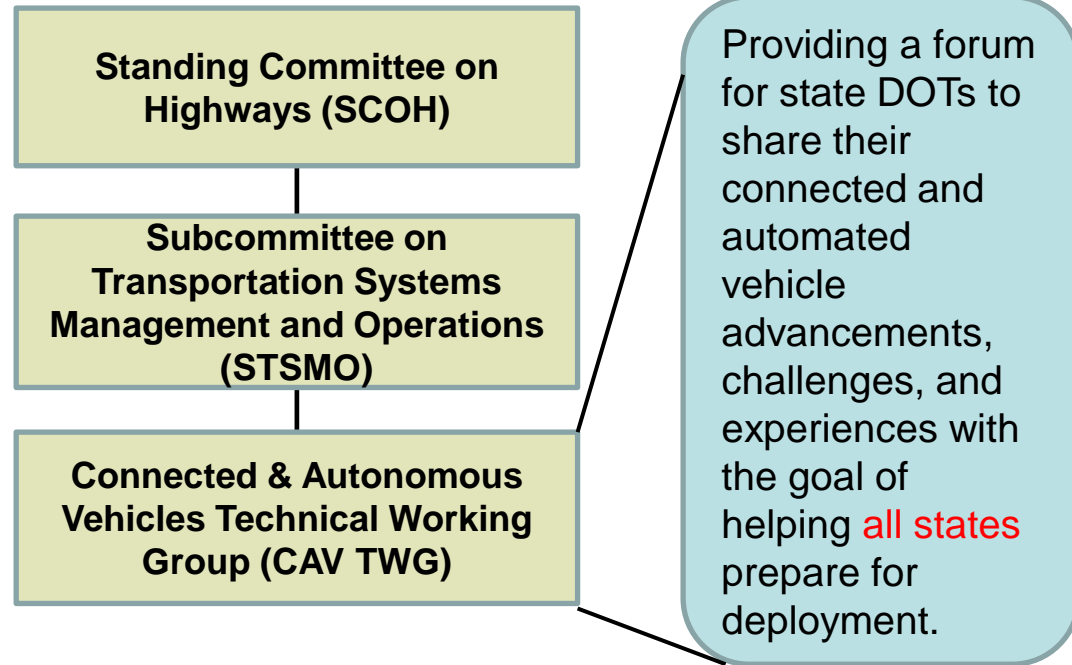 Standing Committee on
Highways (SCOH)
Subcommittee on
Transportation Systems
Management and Operations
(STSMO)
Connected & Autonomous
Vehicles Technical Working
Group (CAV TWG)
Providing a forum
for state DOTs to
share their
connected and
automated
vehicle
advancements,
challenges, and
experiences with
the goal of
helping all states
prepare for
deployment.